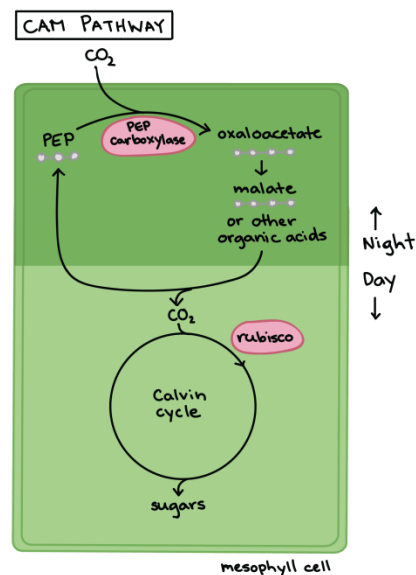 CAM PATHWAY
CO2
PEP
PEP
carboxylase
oxaloacetate
malate
or other
organic acids
Night
Day
CO2
rubisco
Calvin
cycle
sugars
mesophyll cell